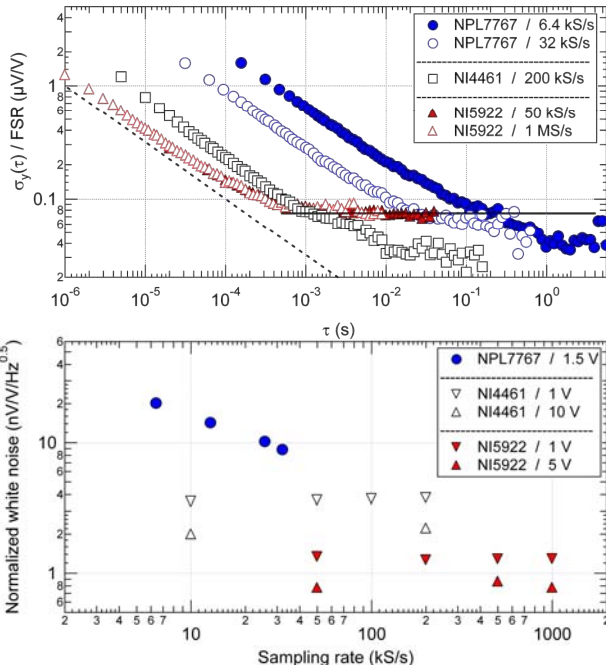 4
2
1
σy(τ) / FSR (μV/V)
8
6
4
2
0.1
8
6
4
2
NPL7767 / 6.4 kS/s
NPL7767 / 32 kS/s
NI4461 / 200 kS/s
NI5922 / 50 kS/s
NI5922 / 1 MS/s
10-6 10-5 10-4 10-3 10-2 10-1 100
τ (s)
Normalized white noise (nV/V/Hz0.5)
6
4
2
10
8
6
4
2
1
8
6
NPL7767 / 1.5 V
NI4461 / 1 V
NI4461 / 10 V
NI5922 / 1 V
NI5922 / 5 V
2 3 4 5 6 7 10 2 3 4 5 6 7 100 2 3 4 5 6 7 1000 2
Sampling rate (kS/s)